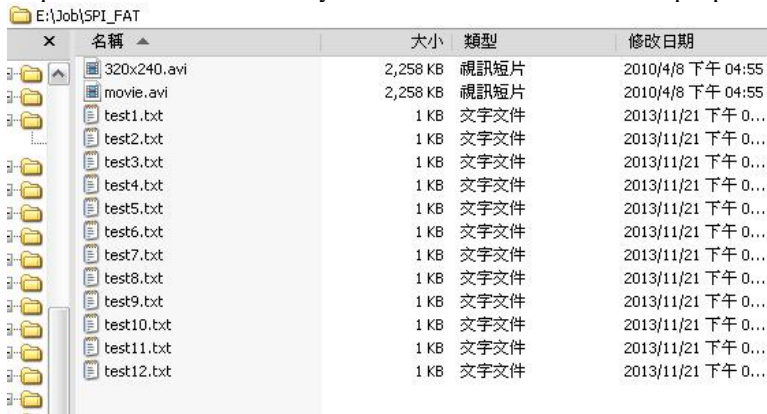 E:\Job\SPI_FAT
× 名稱 大小 類型 修改日期
320x240.avi 2,258 KB 視訊短片 2010/4/8 下午 04:55
movie.avi 2,258 KB 視訊短片 2010/4/8 下午 04:55
test1.txt 1 KB 文字文件 2013/11/21 下午 0...
test2.txt 1 KB 文字文件 2013/11/21 下午 0...
test3.txt 1 KB 文字文件 2013/11/21 下午 0...
test4.txt 1 KB 文字文件 2013/11/21 下午 0...
test5.txt 1 KB 文字文件 2013/11/21 下午 0...
test6.txt 1 KB 文字文件 2013/11/21 下午 0...
test7.txt 1 KB 文字文件 2013/11/21 下午 0...
test8.txt 1 KB 文字文件 2013/11/21 下午 0...
test9.txt 1 KB 文字文件 2013/11/21 下午 0...
test10.txt 1 KB 文字文件 2013/11/21 下午 0...
test11.txt 1 KB 文字文件 2013/11/21 下午 0...
test12.txt 1 KB 文字文件 2013/11/21 下午 0...